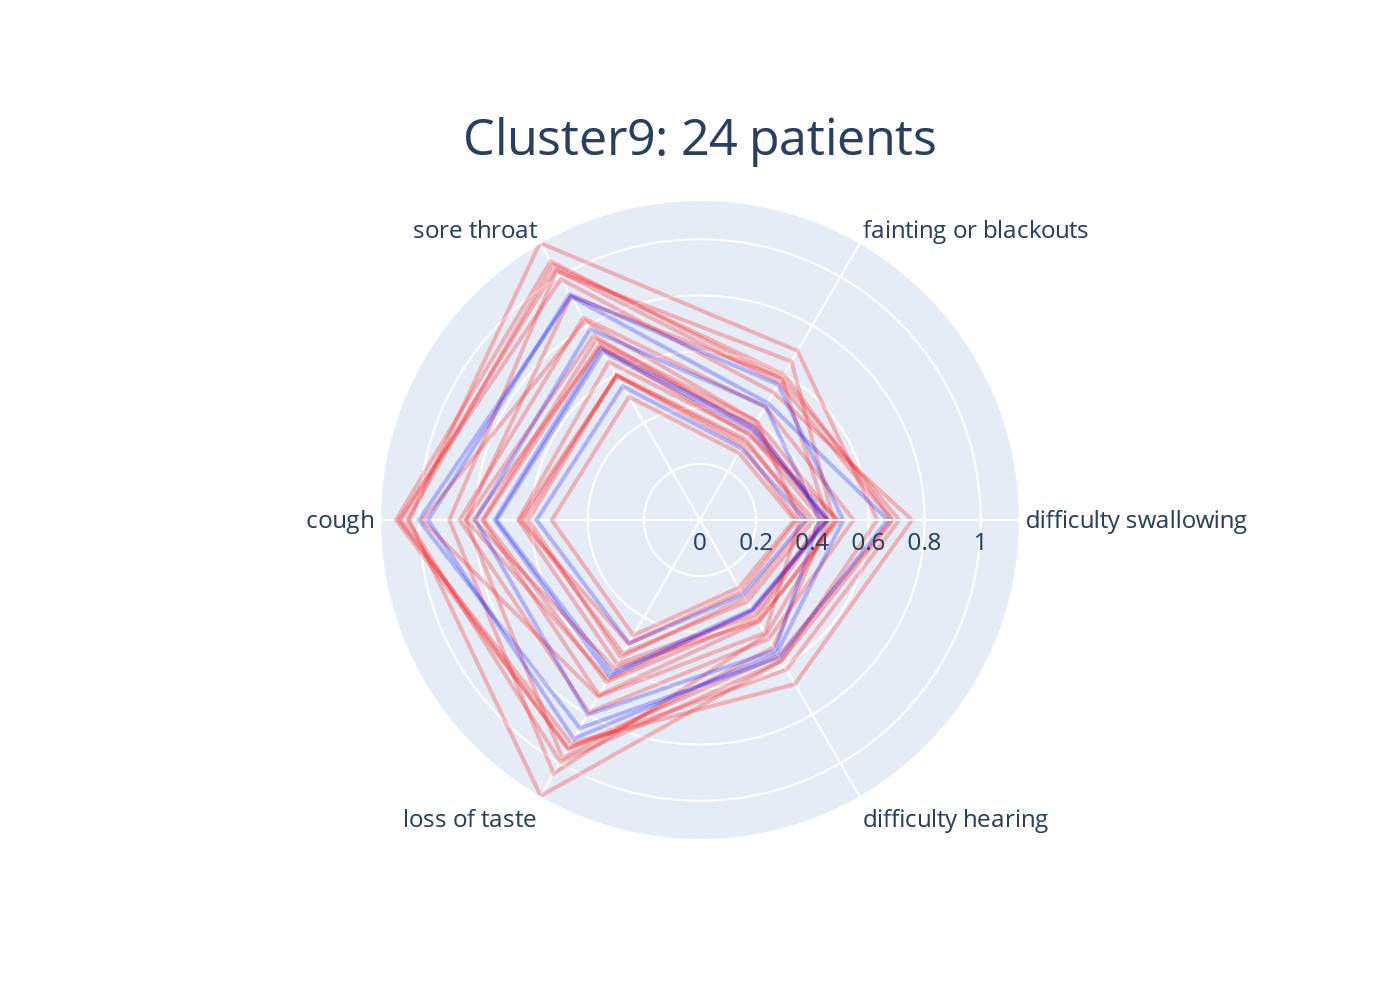 Cluster9: 24 patients
sore throat
fainting or blackouts
cough
difficulty swallowing
0 0.2 0.4 0.6 0.8 1
loss of taste
difficulty hearing